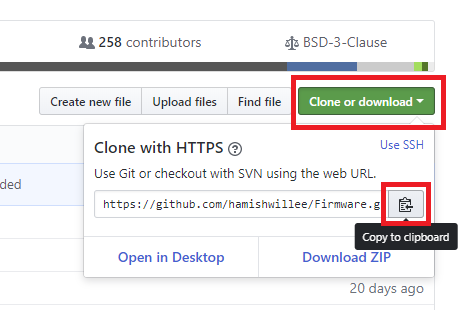 258 contributors
BSD-3-Clause
Create new file
Upload files
Find file
Clone or download
Clone with HTTPS
Use SSH
Use Git or checkout with SVN using the web URL.
https://github.com/hamishwillee/Firmware.g
ded
Copy to clipboard
Open in Desktop
Download ZIP
20 days ago